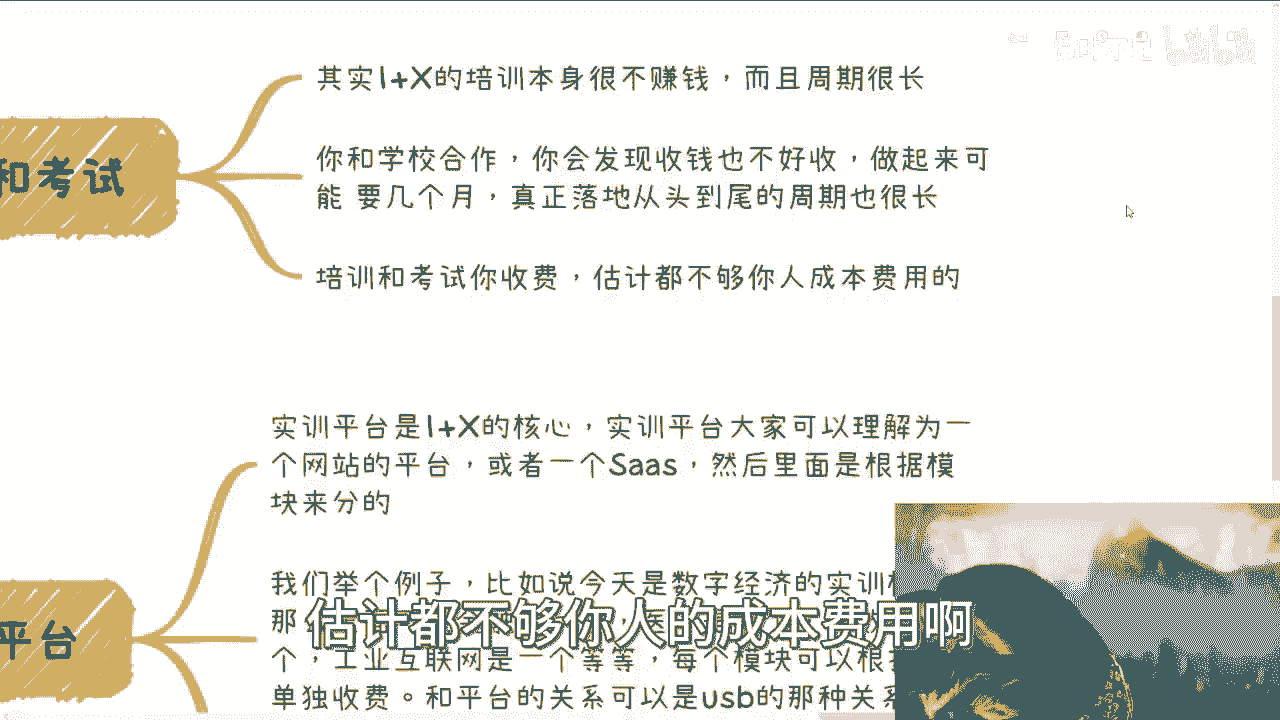 其实1+X的培训本身很不赚钱，而且周期很长
你和学校合作，你会发现收钱也不好收，做起来可
能 要几个月，真正落地从头到尾的周期也很长
和考试
培训和考试你收费，估计都不够你人成本费用的
实训平台是1+X的核心，实训平台大家可以理解为一
个网站的平台，或者一个Saas，然后里面是根据模
块来分的
我们举个例子，比如说今天是数字经济的实训
那
估计都不够你人的成本费用啊
平台
个，工业互联网是一个等等，每个模块可以根
单独收费。和平台的关系可以是usb的那种关系
bilibili